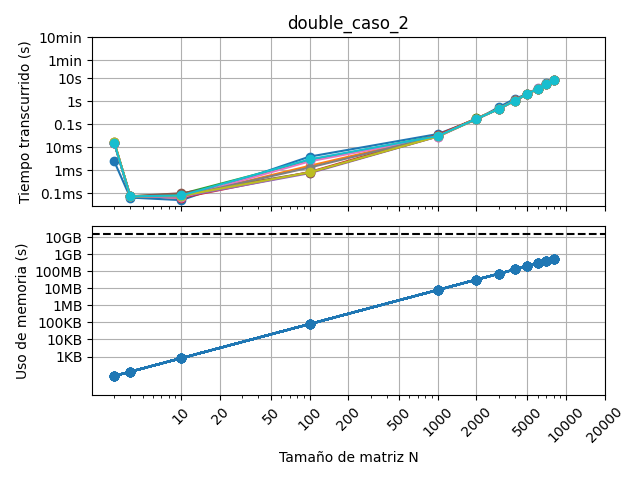 double_caso_2
Tiempo transcurrido (s)
10min
1min
10s
1s
0.1s
10ms
1ms
0.1ms
Uso de memoria (s)
10GB
1GB
100MB
10MB
1MB
100KB
10KB
1KB
10
20
50
100
200
500
1000
2000
5000
10000
20000
Tamaño de matriz N